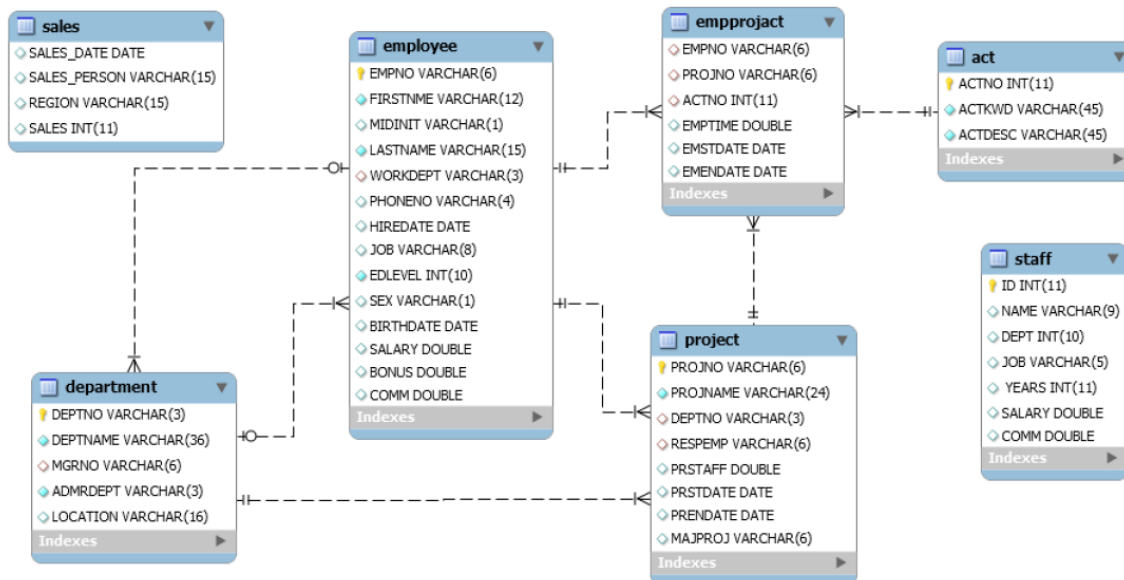 sales
SALES_DATE DATE
SALES_PERSON VARCHAR(15)
REGION VARCHAR(15)
SALES INT(11)
employee
EMPNO VARCHAR(6)
FIRSTNME VARCHAR(12)
MIDINIT VARCHAR(1)
LASTNAME VARCHAR(15)
WORKDEPT VARCHAR(3)
PHONENO VARCHAR(4)
HIREDATE DATE
JOB VARCHAR(8)
EDLEVEL INT(10)
SEX VARCHAR(1)
BIRTHDATE DATE
SALARY DOUBLE
BONUS DOUBLE
COMM DOUBLE
Indexes
empprojact
EMPNO VARCHAR(6)
PROJNO VARCHAR(6)
ACTNO INT(11)
EMPTIME DOUBLE
EMSTDATE DATE
EMENDATE DATE
Indexes
act
ACTNO INT(11)
ACTKWD VARCHAR(45)
ACTDESC VARCHAR(45)
Indexes
staff
ID INT(11)
NAME VARCHAR(9)
DEPT INT(10)
JOB VARCHAR(5)
YEARS INT(11)
SALARY DOUBLE
COMM DOUBLE
Indexes
department
DEPTNO VARCHAR(3)
DEPTNAME VARCHAR(36)
MGRNO VARCHAR(6)
ADMRDEPT VARCHAR(3)
LOCATION VARCHAR(16)
Indexes
project
PROJNO VARCHAR(6)
PROJNAME VARCHAR(24)
DEPTNO VARCHAR(3)
RESPEMP VARCHAR(6)
PRSTAFF DOUBLE
PRSTDATE DATE
PRENDATE DATE
MAJPROJ VARCHAR(6)
Indexes